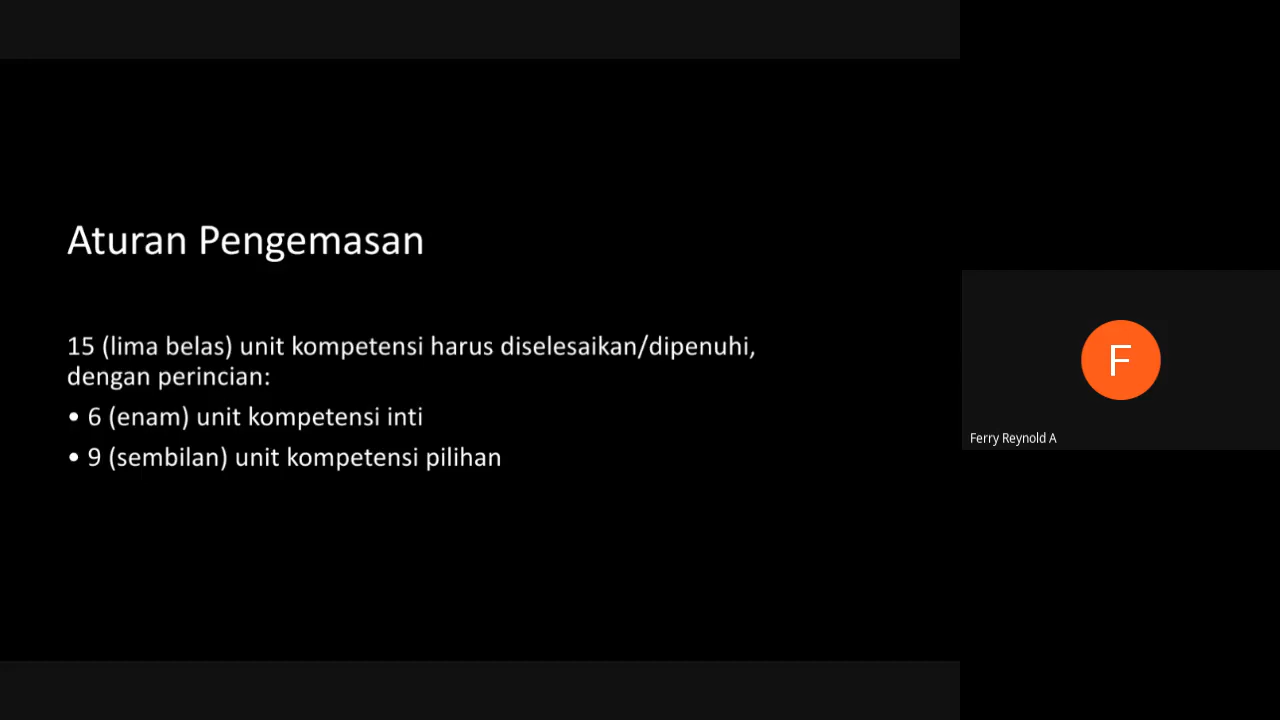 Aturan Pengemasan
15 (lima belas) unit kompetensi harus diselesaikan/dipenuhi,
dengan perincian:
• 6 (enam) unit kompetensi inti
• 9 (sembilan) unit kompetensi pilihan
F
Ferry Reynold A